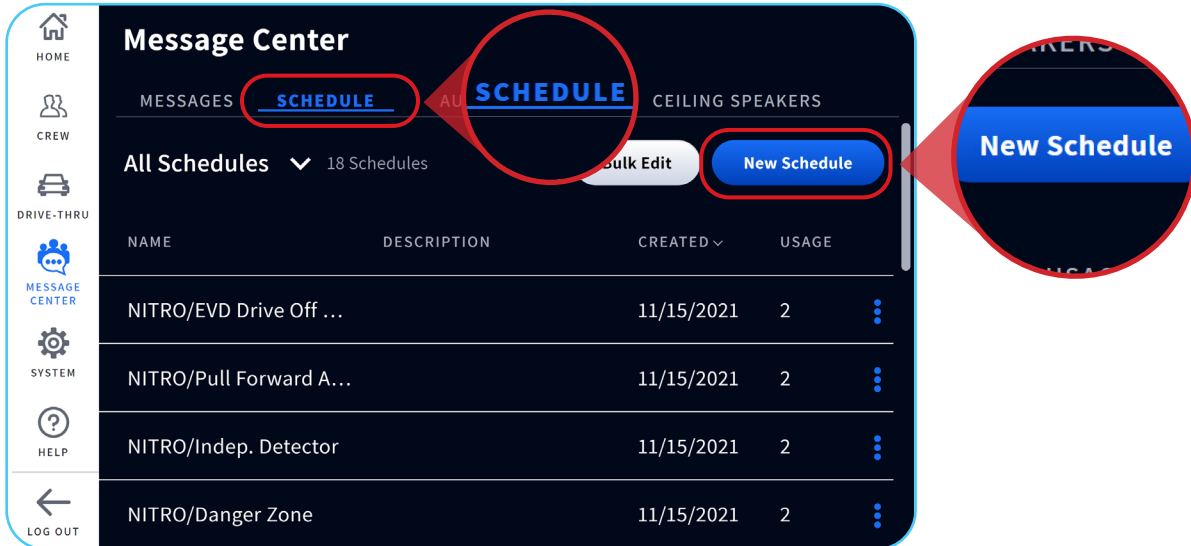 HOME
CREW
DRIVE-THRU
MESSAGE
CENTER
SYSTEM
HELP
LOG OUT
Message Center
MESSAGES SCHEDULE AU SCHEDULE CEILING SPEAKERS
All Schedules 18 Schedules Bulk Edit New Schedule
NAME DESCRIPTION CREATED USAGE
NITRO/EVD Drive Off ... 11/15/2021 2
NITRO/Pull Forward A... 11/15/2021 2
NITRO/Indep. Detector 11/15/2021 2
NITRO/Danger Zone 11/15/2021 2
AKERS
New Schedule
USAG